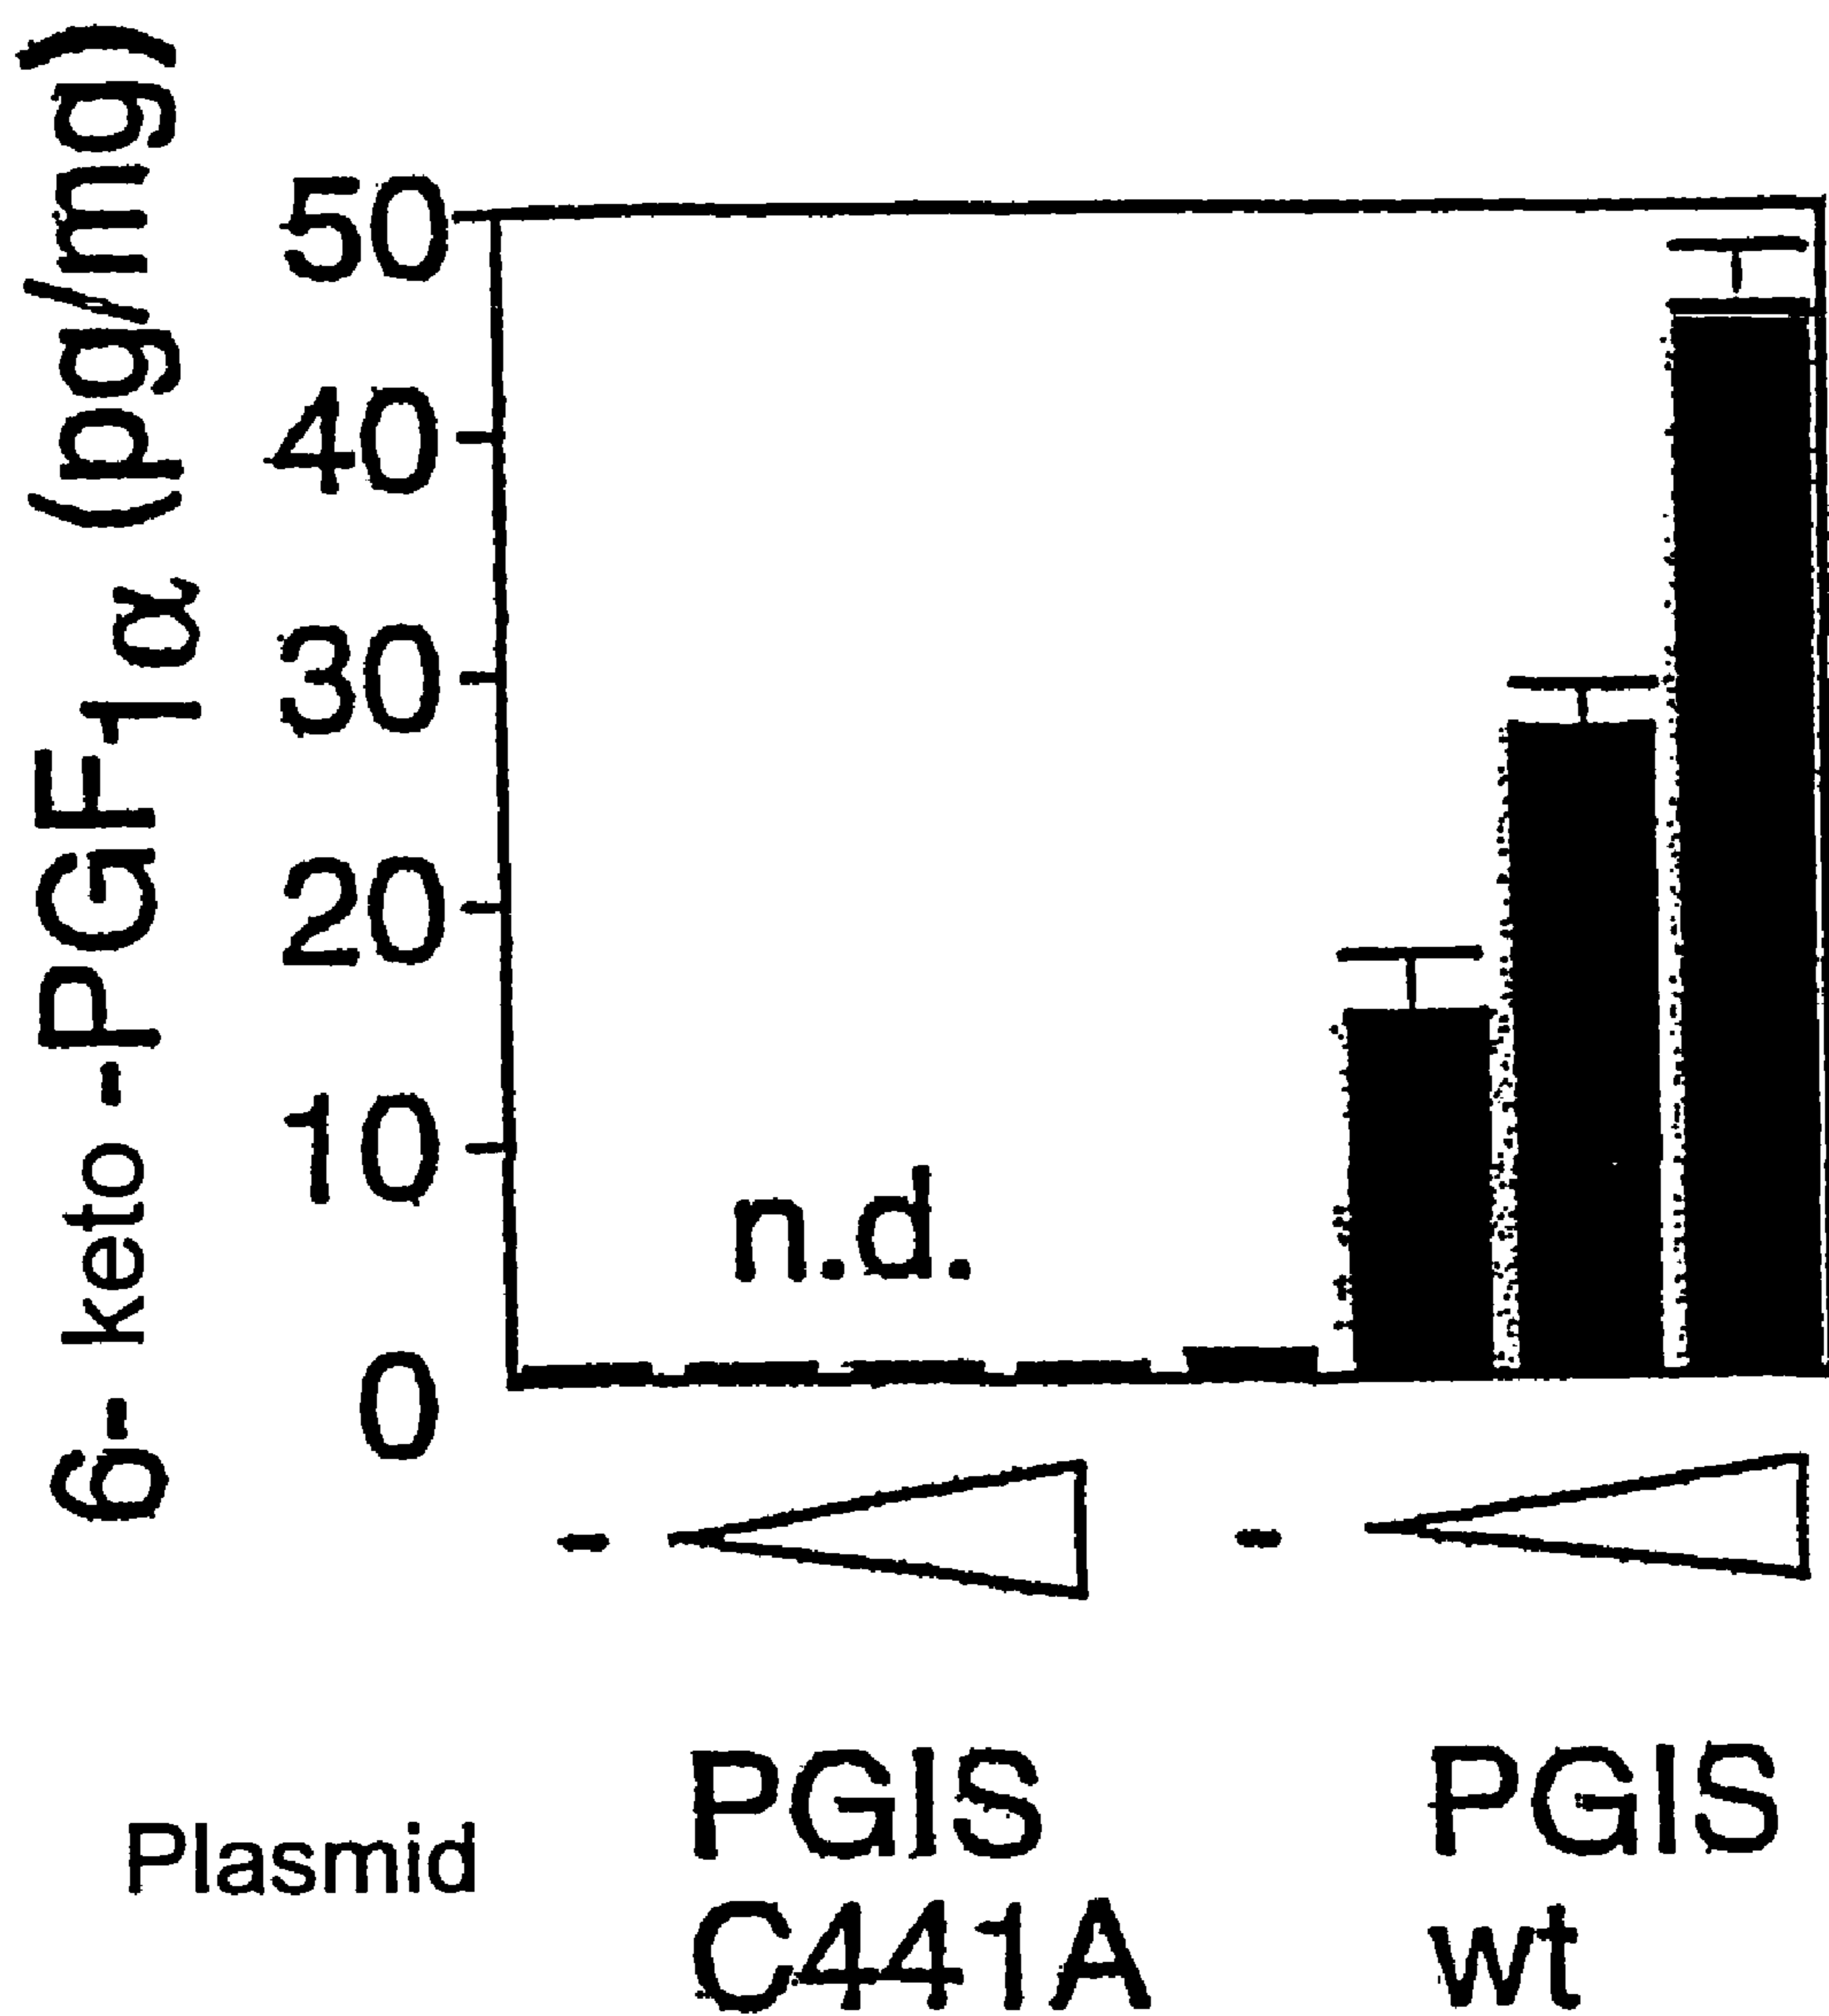 6- keto -PGF1α (pg/mg)
50
40
30
20
10
0
n.d.
- -
Plasmid
PGIS
C441A
PGIS
wt